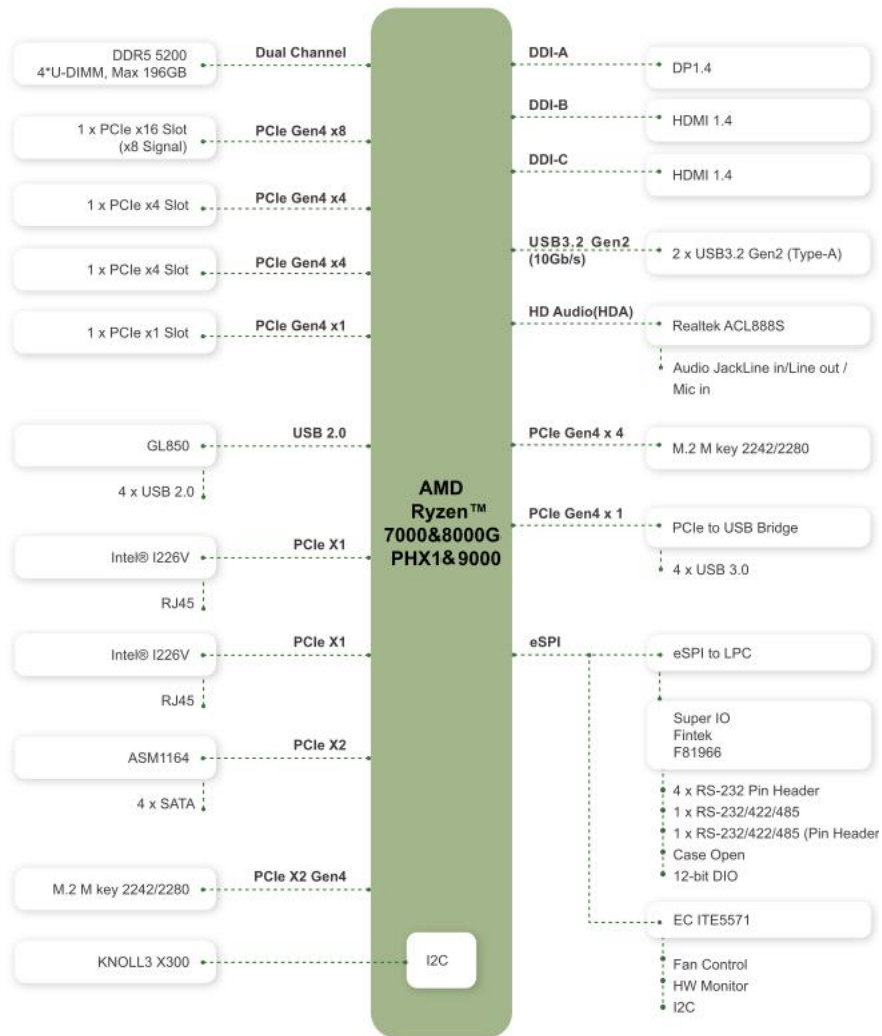 DDR5 5200
4*U-DIMM, Max 196GB
Dual Channel
1 x PCIe x16 Slot
(x8 Signal)
PCIe Gen4 x8
1 x PCIe x4 Slot
PCIe Gen4 x4
1 x PCIe x4 Slot
PCIe Gen4 x4
1 x PCIe x1 Slot
PCIe Gen4 x1
GL850
USB 2.0
4 x USB 2.0
Intel® I226V
PCIe X1
RJ45
Intel® I226V
PCIe X1
RJ45
ASM1164
PCIe X2
4 x SATA
M.2 M key 2242/2280
PCIe X2 Gen4
KNOLL3 X300
I2C
AMD
Ryzen™
7000&8000G
PHX1&9000
DDI-A
DP1.4
DDI-B
HDMI 1.4
DDI-C
HDMI 1.4
USB3.2 Gen2
(10Gb/s)
2 x USB3.2 Gen2 (Type-A)
HD Audio(HDA)
Realtek ACL888S
Audio JackLine in/Line out /
Mic in
PCIe Gen4 x 4
M.2 M key 2242/2280
PCIe Gen4 x 1
PCIe to USB Bridge
4 x USB 3.0
eSPI
eSPI to LPC
Super IO
Fintek
F81966
4 x RS-232 Pin Header
1 x RS-232/422/485
1 x RS-232/422/485 (Pin Header
Case Open
12-bit DIO
EC ITE5571
Fan Control
HW Monitor
I2C